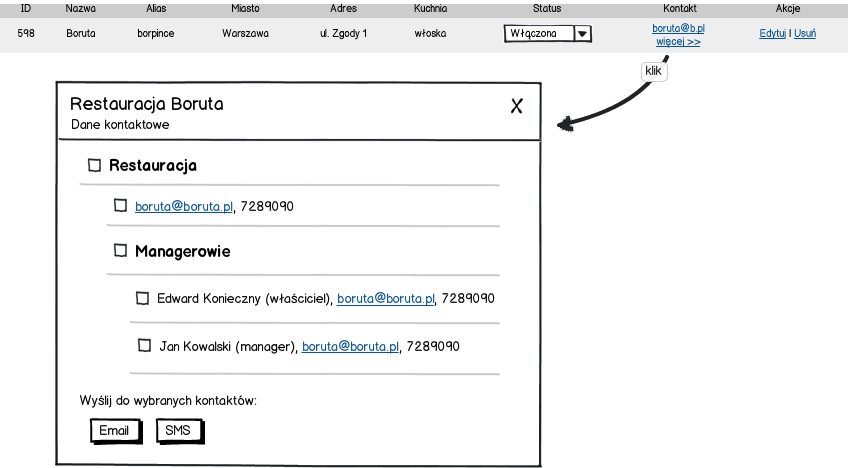 ID Nazwa Alias Miasto Adres Kuchnia Status Kontakt Akcje
598 Boruta borpince Warszawa ul. Zgody 1 włoska Włączona boruta@b.pl Edytuj | Usuń
więcej >>
klik
Restauracja Boruta X
Dane kontaktowe
Restauracja
boruta@boruta.pl, 7289090
Managerowie
Edward Konieczny (właściciel), boruta@boruta.pl, 7289090
Jan Kowalski (manager), boruta@boruta.pl, 7289090
Wyślij do wybranych kontaktów:
Email SMS